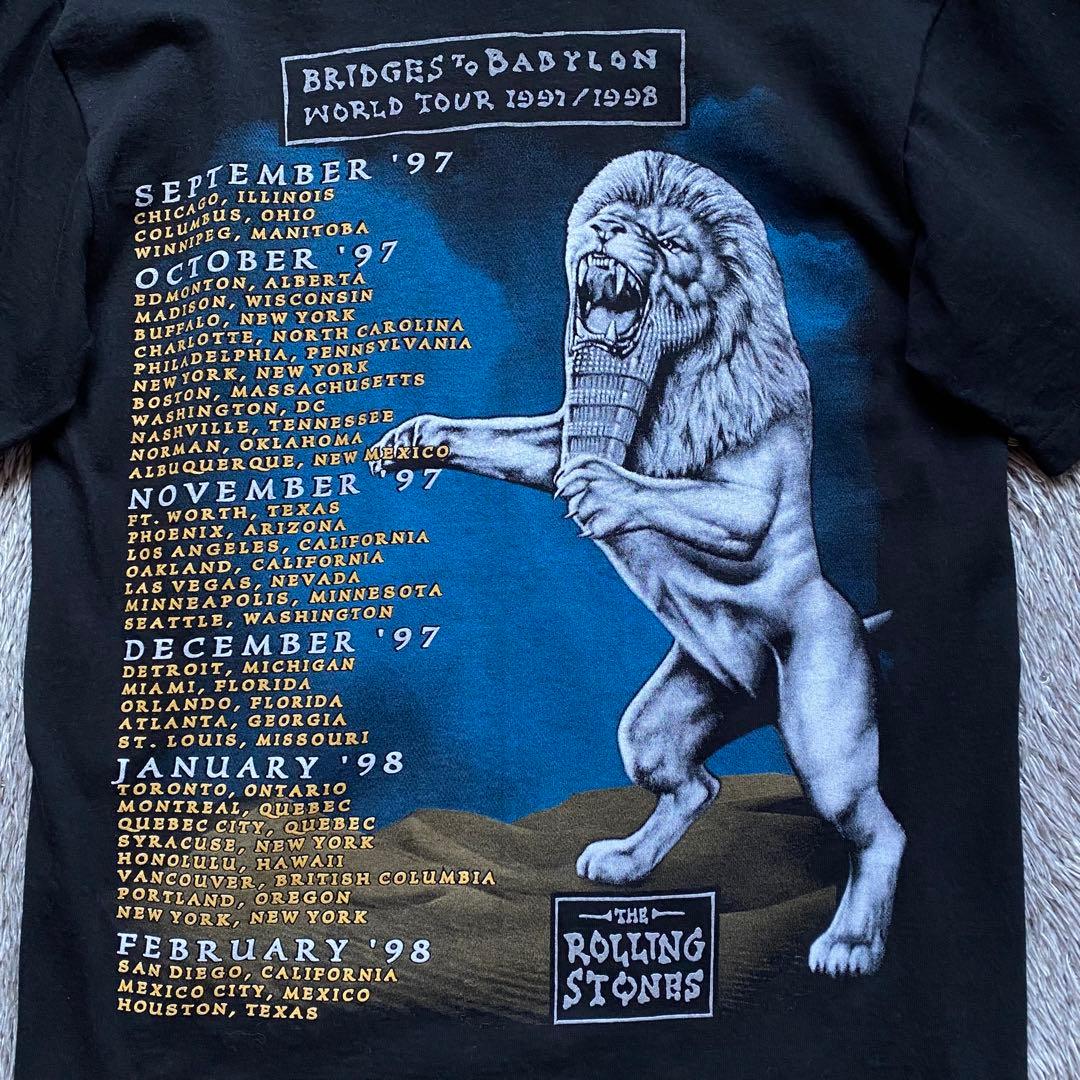 BRIDGES TO BABYLON
WORLD TOUR 1997/1998
SEPTEMBER '97
CHICAGO, ILLINOIS
COLUMBUS, OHIO
WINNIPEG, MANITOBA
OCTOBER '97
EDMONTON, ALBERTA
MADISON, WISCONSIN
BUFFALO, NEW YORK
CHARLOTTE, NORTH CAROLINA
PHILADELPHIA, PENNSYLVANIA
NEW YORK, NEW YORK
BOSTON, MASSACHUSETTS
WASHINGTON, DC
NASHVILLE, TENNESSEE
NORMAN, OKLAHOMA
ALBUQUERQUE, NEW MEXICO
NOVEMBER '97
FT. WORTH, TEXAS
PHOENIX, ARIZONA
LOS ANGELES, CALIFORNIA
OAKLAND, CALIFORNIA
LAS VEGAS, NEVADA
MINNEAPOLIS, MINNESOTA
SEATTLE, WASHINGTON
DECEMBER '97
DETROIT, MICHIGAN
MIAMI, FLORIDA
ORLANDO, FLORIDA
ATLANTA, GEORGIA
ST. LOUIS, MISSOURI
JANUARY '98
TORONTO, ONTARIO
MONTREAL, QUEBEC
QUEBEC CITY, QUEBEC
SYRACUSE, NEW YORK
HONOLULU, HAWAII
VANCOUVER, BRITISH COLUMBIA
PORTLAND, OREGON
NEW YORK, NEW YORK
FEBRUARY '98
SAN DIEGO, CALIFORNIA
MEXICO CITY, MEXICO
HOUSTON, TEXAS
THE
ROLLING
STONES